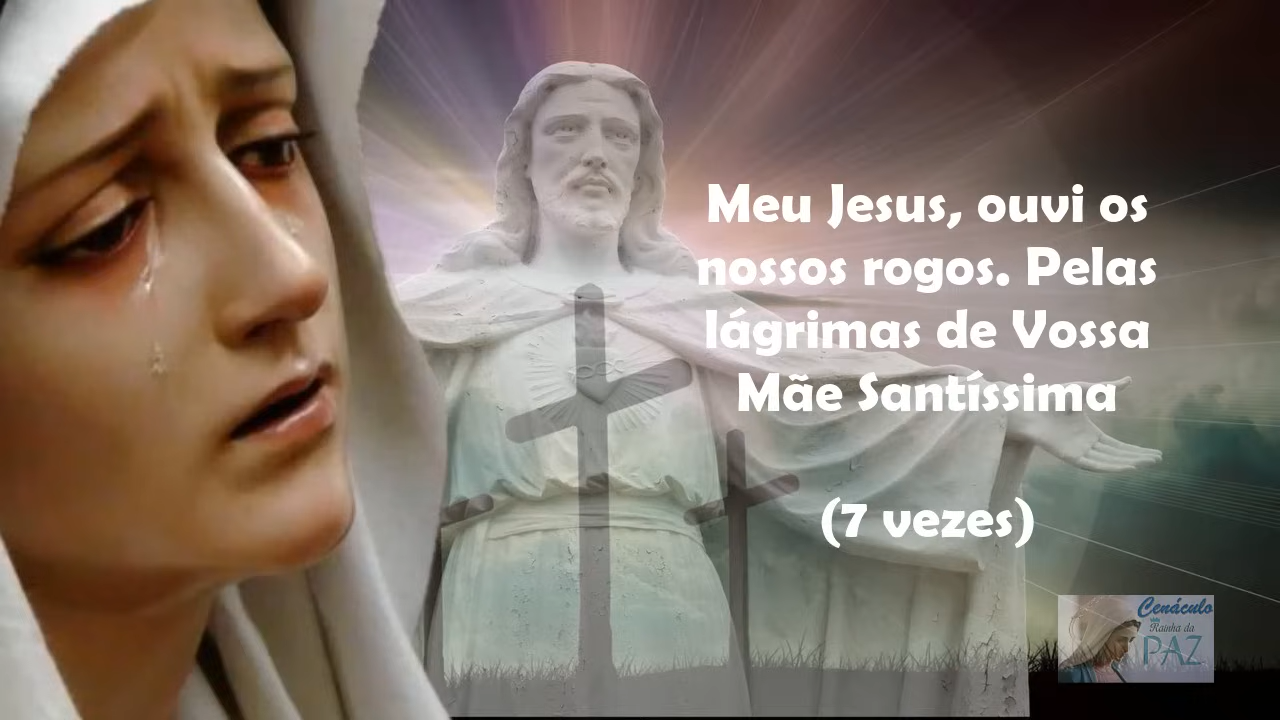 Meu Jesus, ouvi os
nossos rogos. Pelas
lágrimas de Vossa
Mãe Santíssima
(7 vezes)
Cenáculo
Rainha da
PAZ